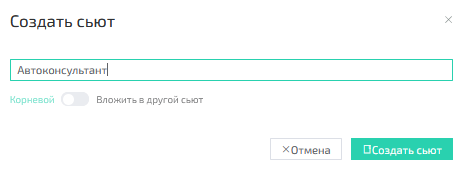 Создать сьют
Автоконсультант
Корневой Вложить в другой сьют
Отмена Создать сьют